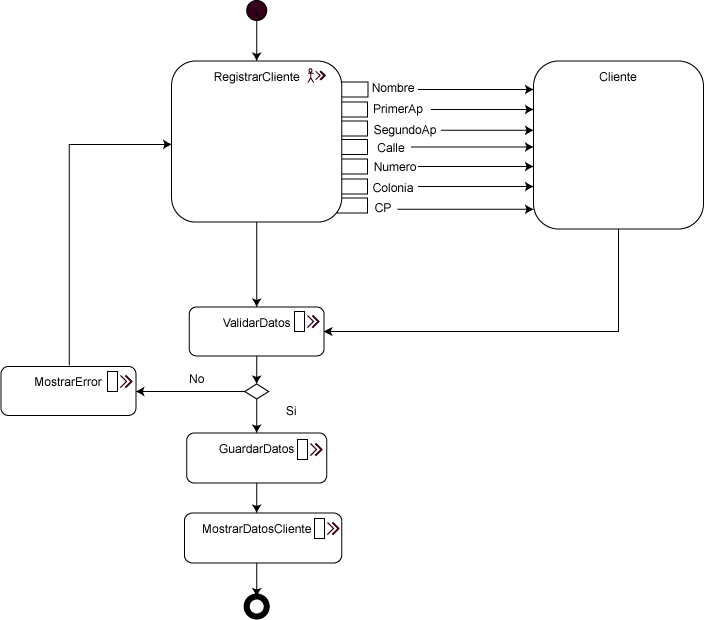 RegistrarCliente
Cliente
Nombre
PrimerAp
SegundoAp
Calle
Numero
Colonia
CP
ValidarDatos
MostrarError
No
Si
GuardarDatos
MostrarDatosCliente